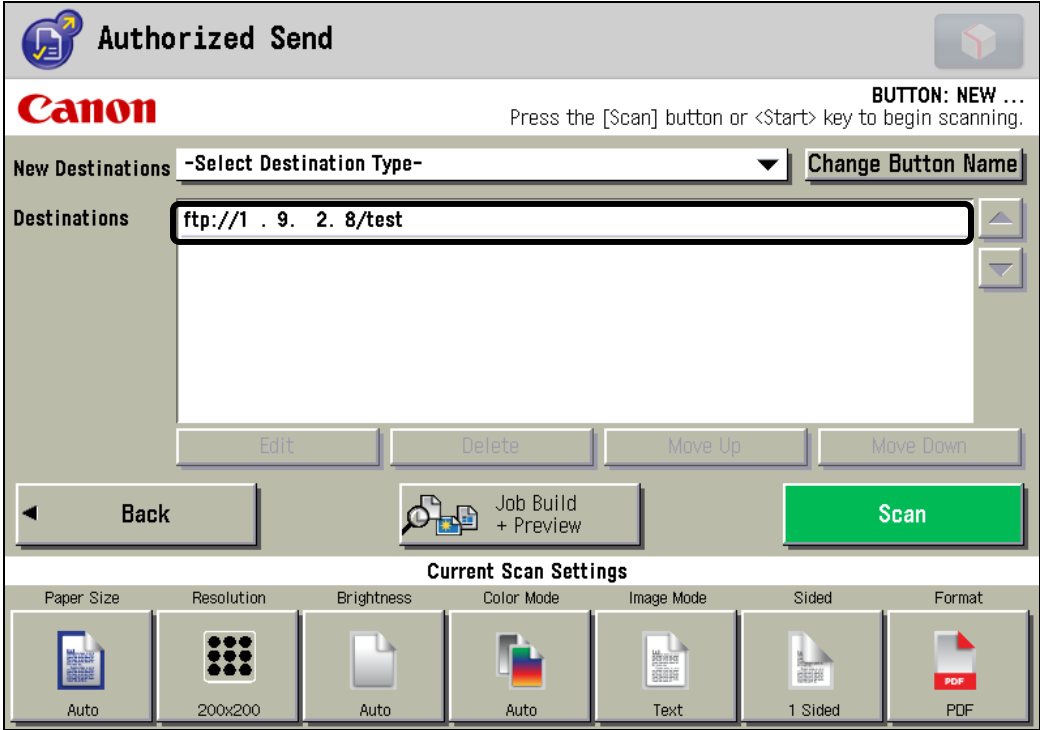 Authorized Send
Canon
BUTTON: NEW ...
Press the [Scan] button or <Start> key to begin scanning.
New Destinations -Select Destination Type- Change Button Name
Destinations ftp://1 . 9. 2. 8/test
Edit Delete Move Up Move Down
Back Job Build Scan
+ Preview
Current Scan Settings
Paper Size Resolution Brightness Color Mode Image Mode Sided Format
PDF
Auto 200x200 Auto Auto Text 1 Sided PDF